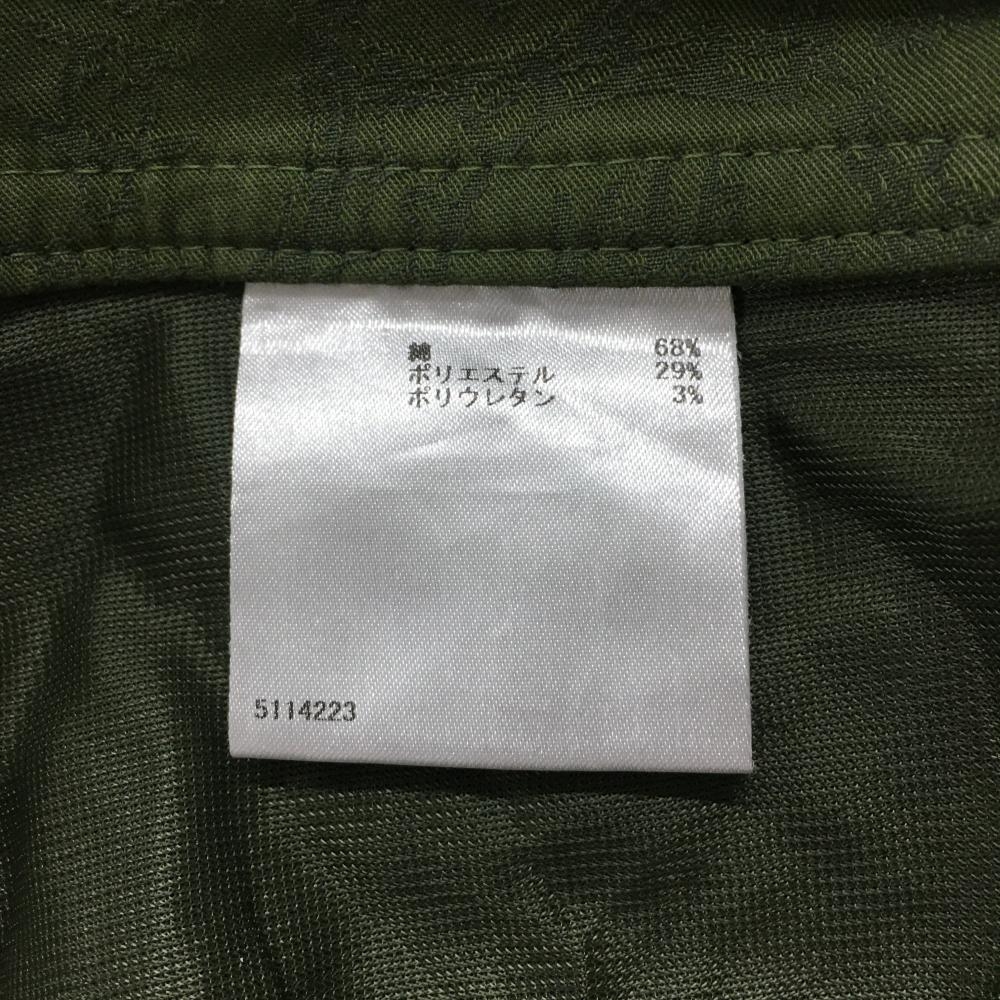 綿 68%
ポリエステル 29%
ポリウレタン 3%
5114223